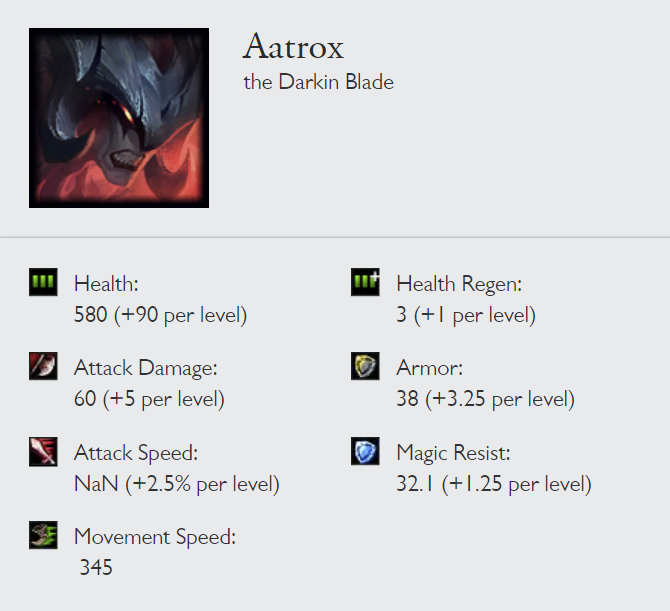 Aatrox
the Darkin Blade
Health:
580 (+90 per level)
Health Regen:
3 (+1 per level)
Attack Damage:
60 (+5 per level)
Armor:
38 (+3.25 per level)
Attack Speed:
NaN (+2.5% per level)
Magic Resist:
32.1 (+1.25 per level)
Movement Speed:
345